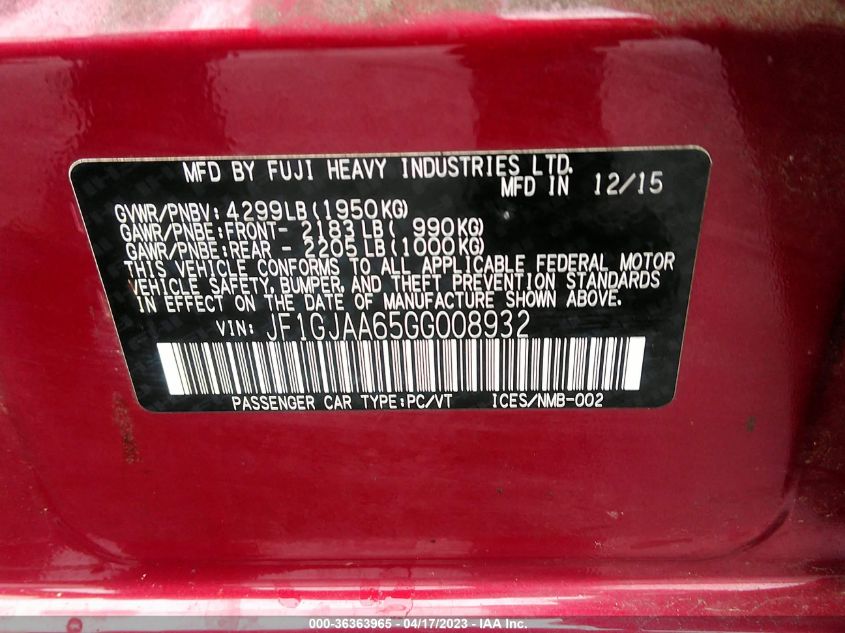 MFD BY FUJI HEAVY INDUSTRIES LTD.
MFD IN 12/15
GVWR/PNBV: 4299LB(1950KG)
GAWR/PNBE:FRONT- 2183LB( 990KG)
GAWR/PNBE:REAR - 2205LB(1000KG)
THIS VEHICLE CONFORMS TO ALL APPLICABLE FEDERAL MOTOR
VEHICLE SAFETY, BUMPER, AND THEFT PREVENTION STANDARDS
IN EFFECT ON THE DATE OF MANUFACTURE SHOWN ABOVE.
VIN: JF1GJAA65GG008932
PASSENGER CAR TYPE:PC/VT ICES/NMB-002
000-36363965 - 04/17/2023 - IAA Inc.